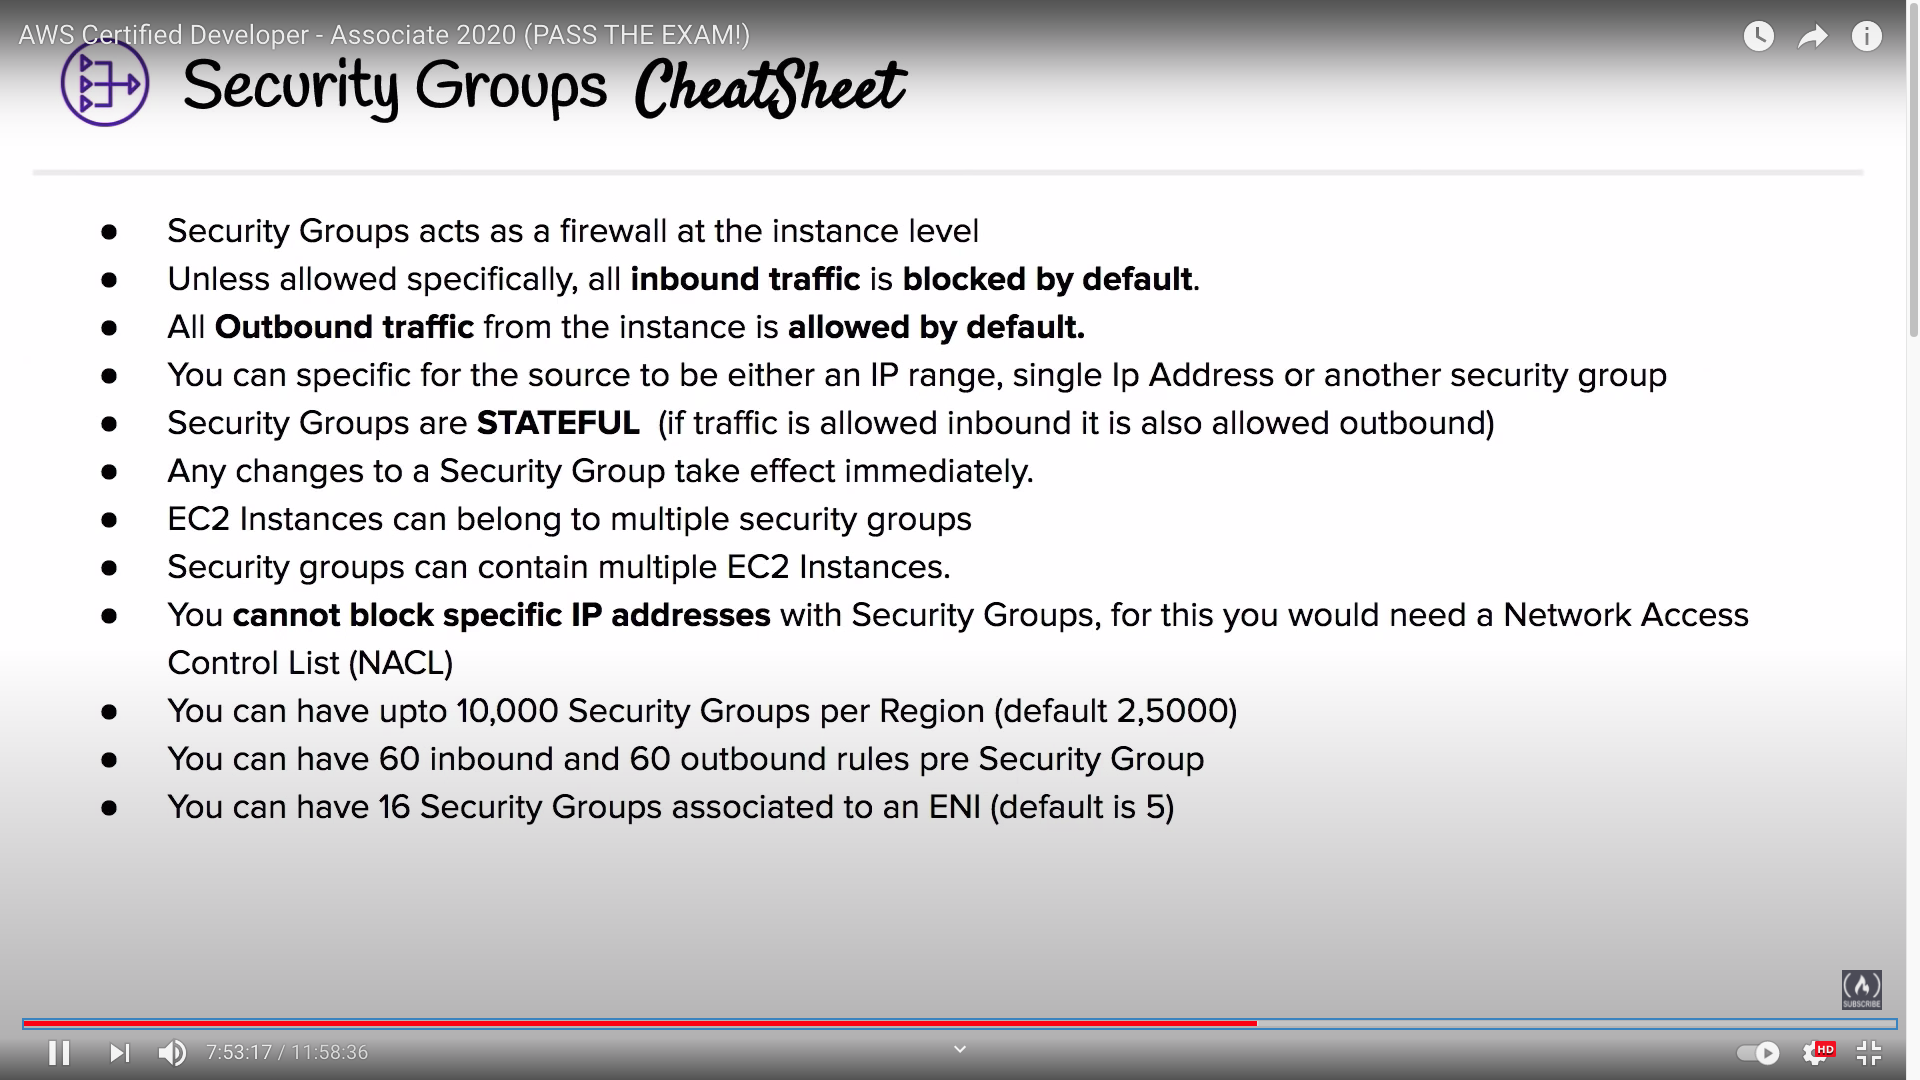 AWS Certified Developer - Associate 2020 (PASS THE EXAM!)
Security Groups CheatSheet
● Security Groups acts as a firewall at the instance level
● Unless allowed specifically, all inbound traffic is blocked by default.
● All Outbound traffic from the instance is allowed by default.
● You can specific for the source to be either an IP range, single Ip Address or another security group
● Security Groups are STATEFUL (if traffic is allowed inbound it is also allowed outbound)
● Any changes to a Security Group take effect immediately.
● EC2 Instances can belong to multiple security groups
● Security groups can contain multiple EC2 Instances.
● You cannot block specific IP addresses with Security Groups, for this you would need a Network Access
Control List (NACL)
● You can have upto 10,000 Security Groups per Region (default 2,5000)
● You can have 60 inbound and 60 outbound rules pre Security Group
● You can have 16 Security Groups associated to an ENI (default is 5)
SUBSCRIBE
7:53:17 / 11:58:36
HD